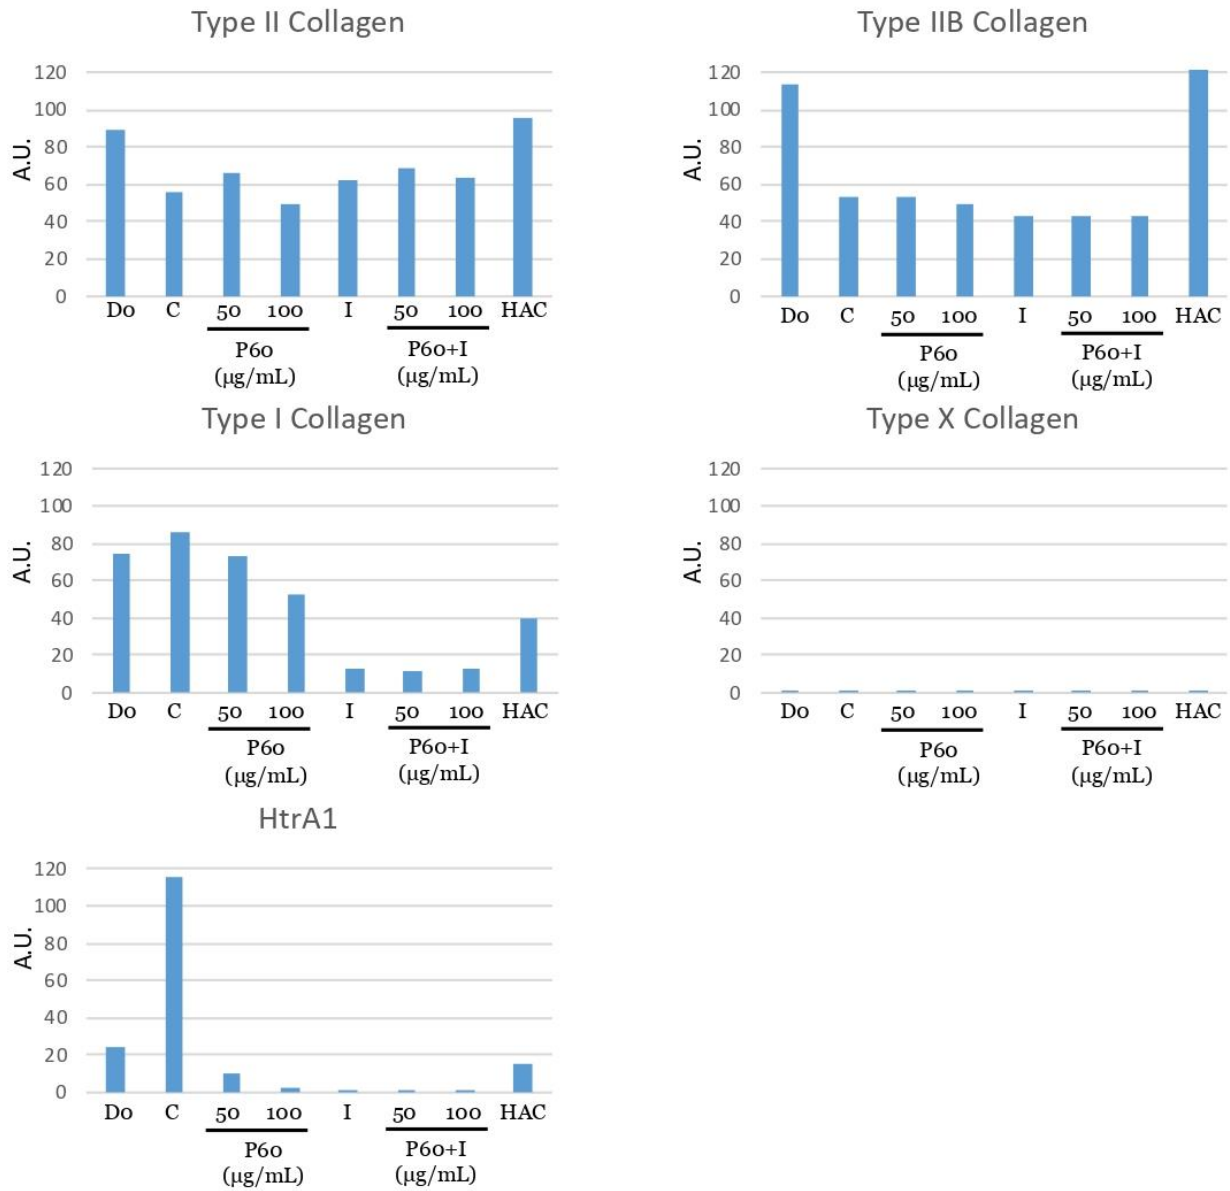 Type II Collagen
120
100
80
60
40
20
0
A.U.
Do C 50 100 I 50 100 HAC
P60 P60+I
(µg/mL) (µg/mL)
Type IIB Collagen
120
100
80
60
40
20
0
A.U.
Do C 50 100 I 50 100 HAC
P60 P60+I
(µg/mL) (µg/mL)
Type I Collagen
120
100
80
60
40
20
0
A.U.
Do C 50 100 I 50 100 HAC
P60 P60+I
(µg/mL) (µg/mL)
Type X Collagen
120
100
80
60
40
20
0
A.U.
Do C 50 100 I 50 100 HAC
P60 P60+I
(µg/mL) (µg/mL)
HtrA1
120
100
80
60
40
20
0
A.U.
Do C 50 100 I 50 100 HAC
P60 P60+I
(µg/mL) (µg/mL)